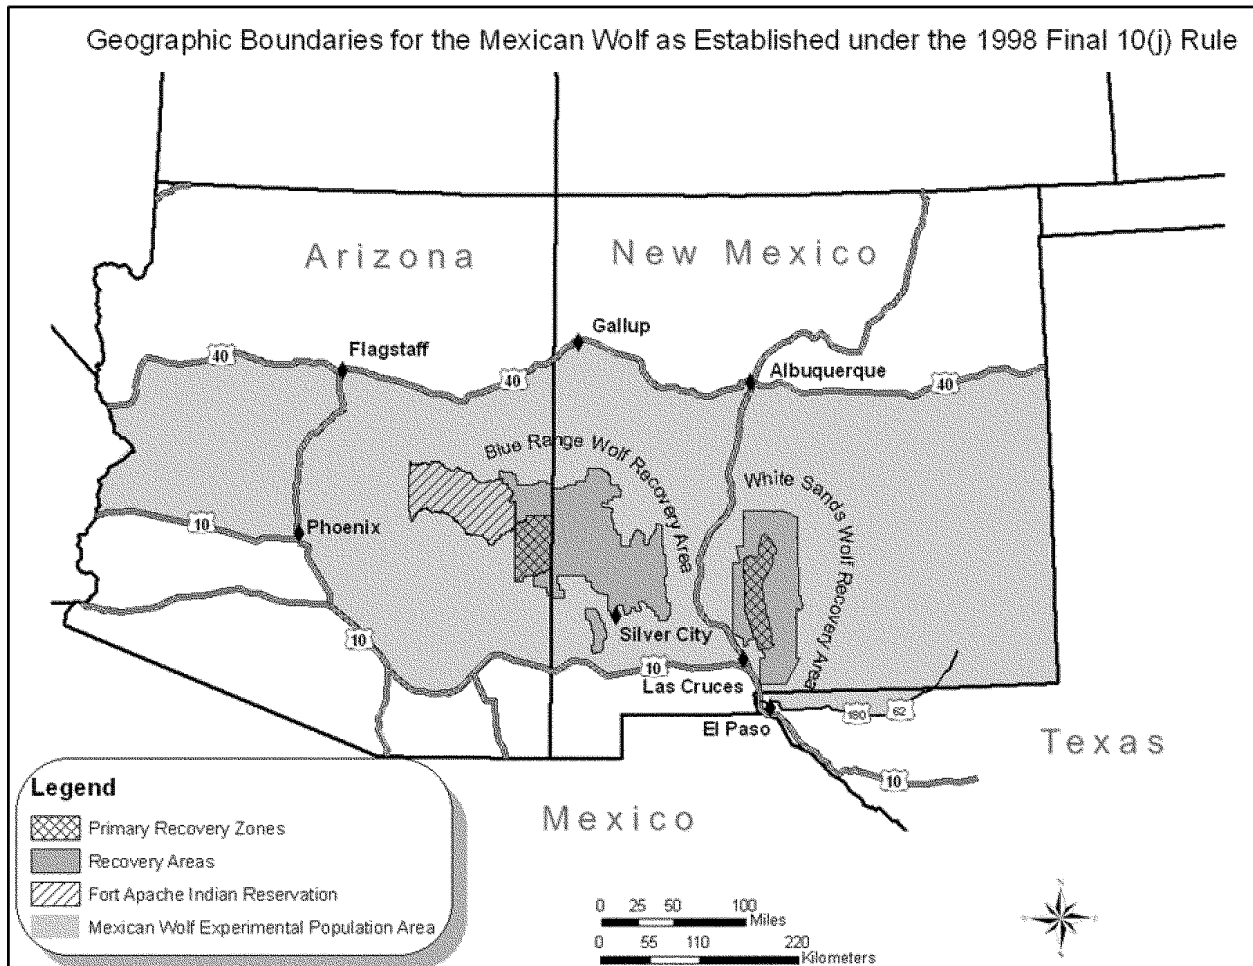 Geographic Boundaries for the Mexican Wolf as Established under the 1998 Final 10(j) Rule
Arizona
New Mexico
Gallup
Flagstaff
40
40
Albuquerque
40
Blue Range Wolf Recovery Area
White Sands Wolf Recovery Area
10
Phoenix
10
Silver City
10
Las Cruces
El Paso
180
62
Texas
10
Mexico
Legend
Primary Recovery Zones
Recovery Areas
Fort Apache Indian Reservation
Mexican Wolf Experimental Population Area
0 25 50 100
Miles
0 55 110 220
Kilometers